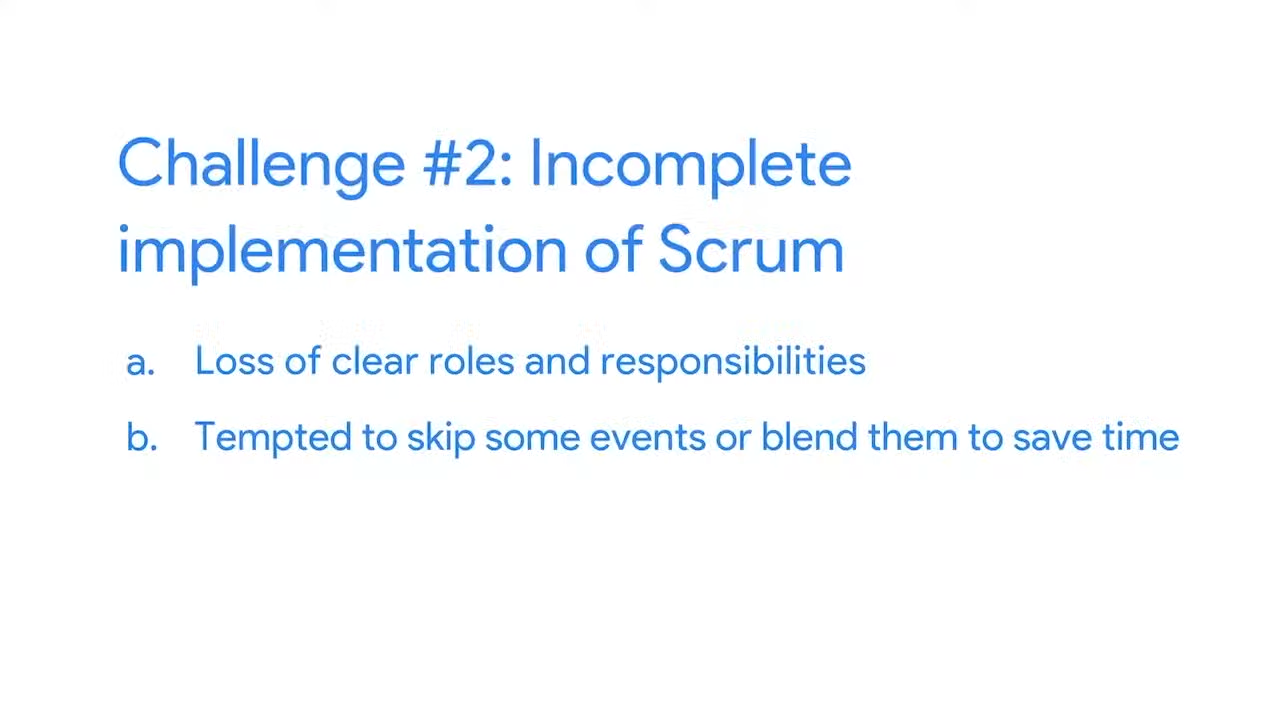 Challenge #2: Incomplete
implementation of Scrum
a. Loss of clear roles and responsibilities
b. Tempted to skip some events or blend them to save time